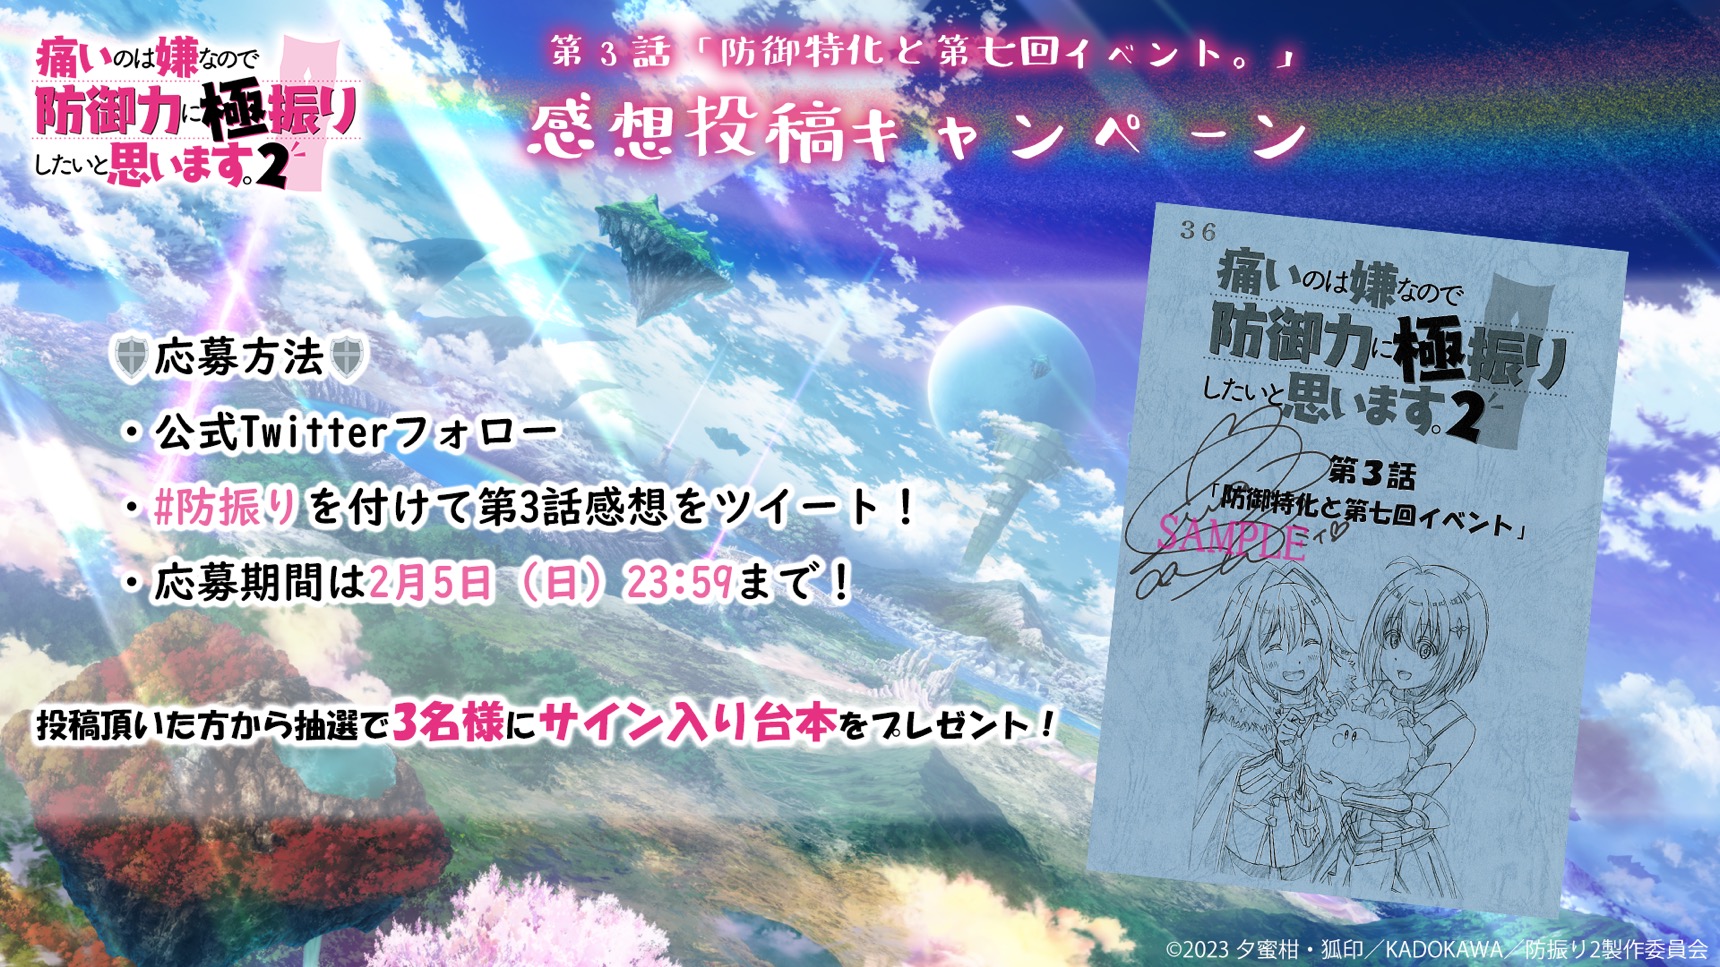 痛いのは嫌なので
防御力に極振り
したいと思います。2
第3話「防御特化と第七回イベント。」
感想投稿キャンペーン
応募方法
・公式Twitterフォロー
・#防振りを付けて第3話感想をツイート！
・応募期間は2月5日（日）23:59まで！
投稿頂いた方から抽選で3名様にサイン入り台本をプレゼント！
36
痛いのは嫌なので
防御力に極振り
したいと思います。2
第3話
「防御特化と第七回イベント」
SAMPLE
©2023 夕蜜柑・狐印／KADOKAWA／防振り2製作委員会